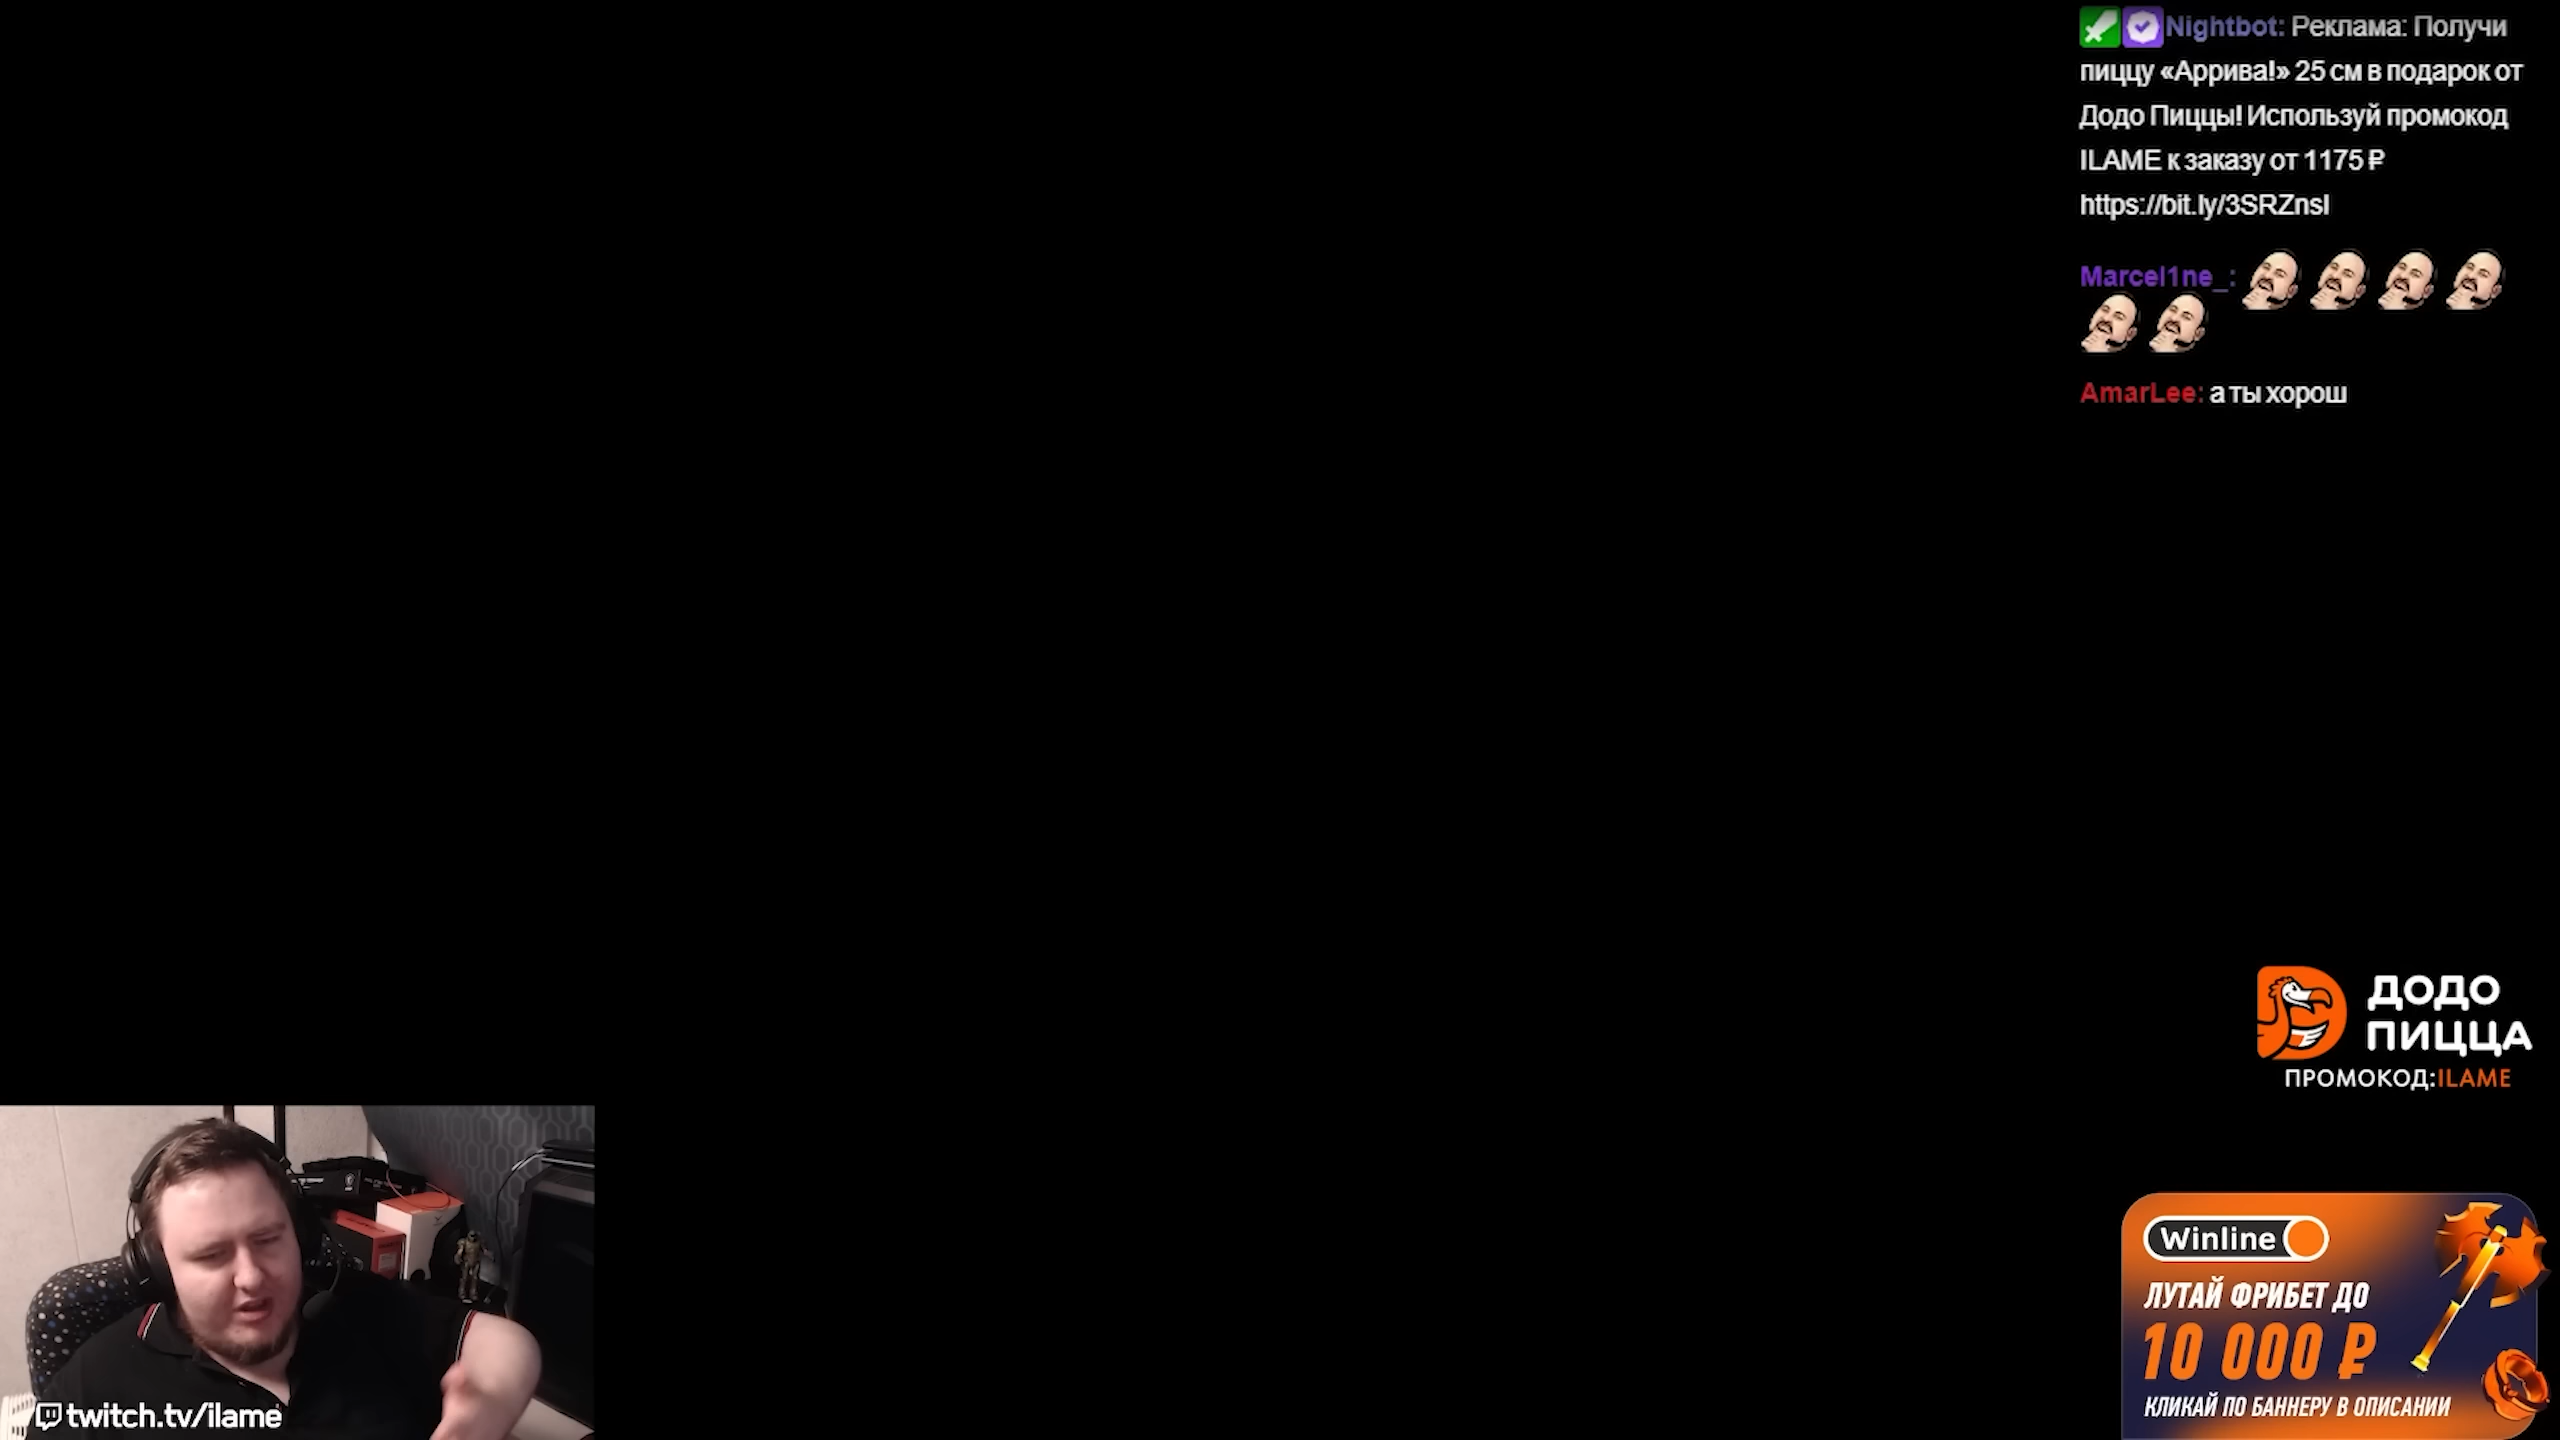 Nightbot: Реклама: Получи
пиццу «Аррива!» 25 см в подарок от
Додо Пиццы! Используй промокод
ILAME к заказу от 1175 ₽
https://bit.ly/3SRZnsl
Marcel1ne_:
AmarLee: а ты хорош
ДОДО
ПИЦЦА
ПРОМОКОД:ILAME
Winline
ЛУТАЙ ФРИБЕТ ДО
10 000 ₽
КЛИКАЙ ПО БАННЕРУ В ОПИСАНИИ
twitch.tv/ilame